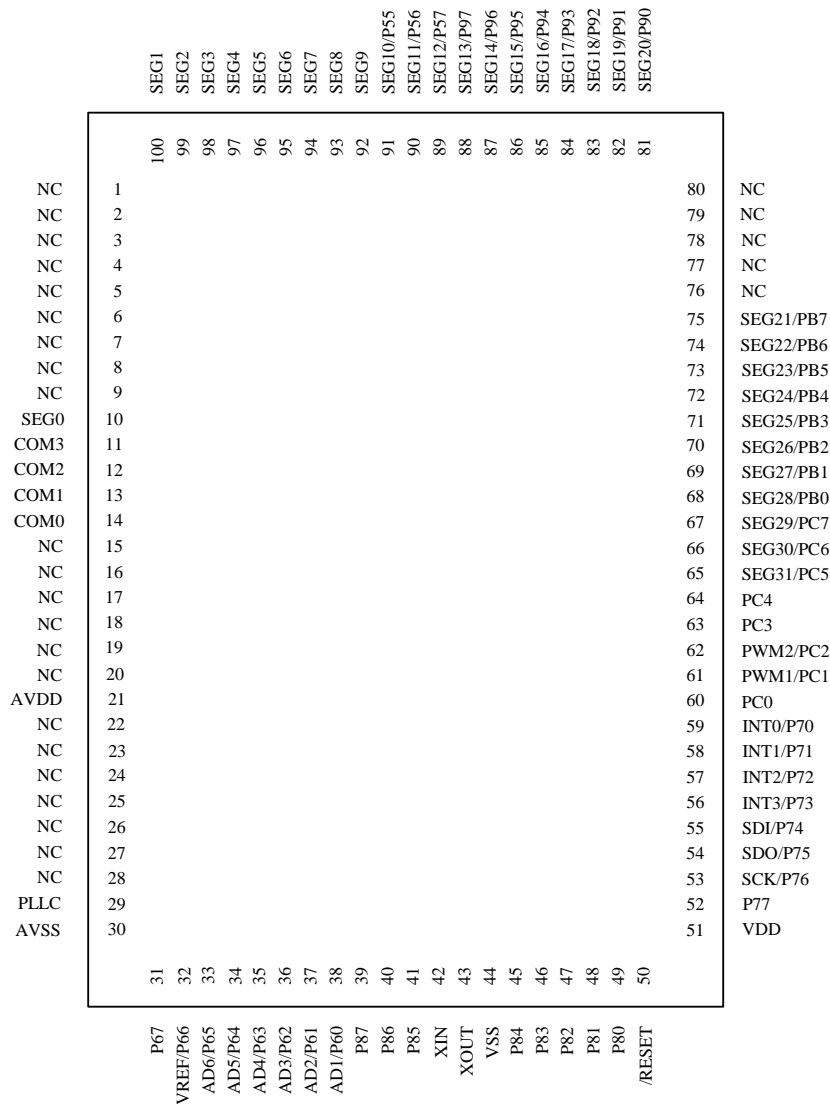 SEG1
SEG2
SEG3
SEG4
SEG5
SEG6
SEG7
SEG8
SEG9
SEG10/P55
SEG11/P56
SEG12/P57
SEG13/P97
SEG14/P96
SEG15/P95
SEG16/P94
SEG17/P93
SEG18/P92
SEG19/P91
SEG20/P90
100
99
98
97
96
95
94
93
92
91
90
89
88
87
86
85
84
83
82
81
NC 1 80 NC
NC 2 79 NC
NC 3 78 NC
NC 4 77 NC
NC 5 76 NC
NC 6 75 SEG21/PB7
NC 7 74 SEG22/PB6
NC 8 73 SEG23/PB5
NC 9 72 SEG24/PB4
SEG0 10 71 SEG25/PB3
COM3 11 70 SEG26/PB2
COM2 12 69 SEG27/PB1
COM1 13 68 SEG28/PB0
COM0 14 67 SEG29/PC7
NC 15 66 SEG30/PC6
NC 16 65 SEG31/PC5
NC 17 64 PC4
NC 18 63 PC3
NC 19 62 PWM2/PC2
NC 20 61 PWM1/PC1
AVDD 21 60 PC0
NC 22 59 INT0/P70
NC 23 58 INT1/P71
NC 24 57 INT2/P72
NC 25 56 INT3/P73
NC 26 55 SDI/P74
NC 27 54 SDO/P75
NC 28 53 SCK/P76
PLLC 29 52 P77
AVSS 30 51 VDD
31
32
33
34
35
36
37
38
39
40
41
42
43
44
45
46
47
48
49
50
P67
VREF/P66
AD6/P65
AD5/P64
AD4/P63
AD3/P62
AD2/P61
AD1/P60
P87
P86
P85
XIN
XOUT
VSS
P84
P83
P82
P81
P80
/RESET